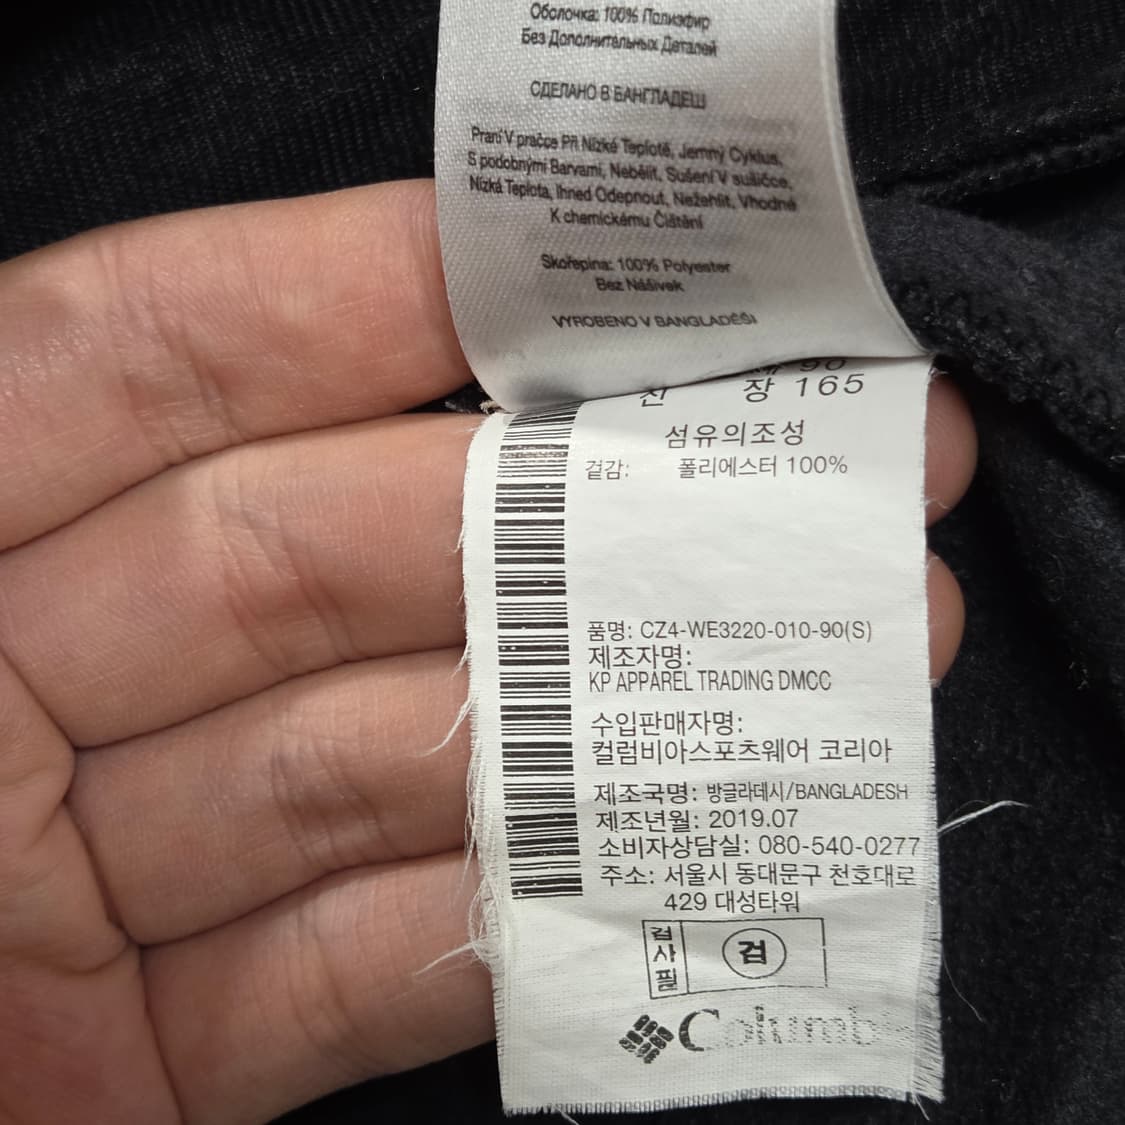 Оболочка: 100% Полиэфир
Без Дополнительных Деталей
СДЕЛАНО В БАНГЛАДЕШ
Praní V pračce Při Nízké Teplotě, Jemný Cyklus,
S podobnými Barvami, Nebělit, Sušení V sušičce,
Nízká Teplota, Ihned Odepnout, Nežehlit, Vhodné
K chemickému Čištění
Skořepina: 100% Polyester
Bez Nášivek
VYROBENO V BANGLADÉŠI
90
장 165
섬유의조성
겉감: 폴리에스터 100%
품명: CZ4-WE3220-010-90(S)
제조자명:
KP APPAREL TRADING DMCC
수입판매자명:
컬럼비아스포츠웨어 코리아
제조국명: 방글라데시/BANGLADESH
제조년월: 2019.07
소비자상담실: 080-540-0277
주소: 서울시 동대문구 천호대로
429 대성타워
검사필
검
Columb